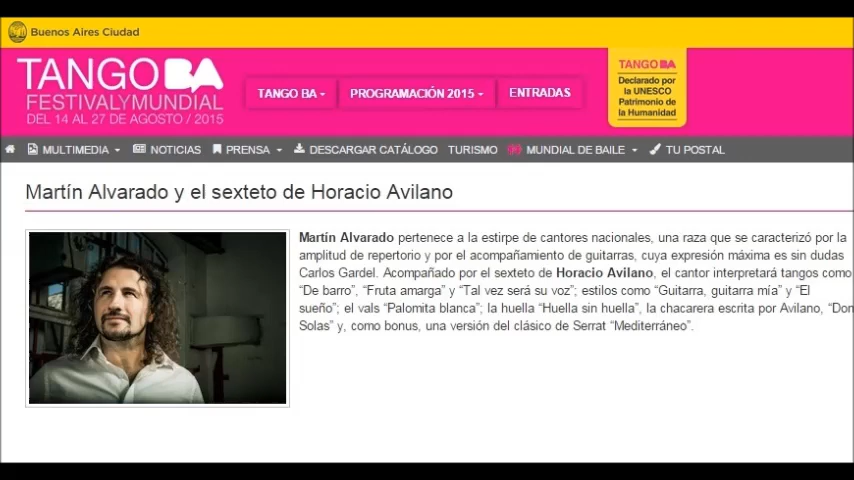 Buenos Aires Ciudad
TANGO BA
FESTIVALYMUNDIAL
DEL 14 AL 27 DE AGOSTO / 2015
TANGO BA
PROGRAMACIÓN 2015
ENTRADAS
TANGO BA
Declarado por
la UNESCO
Patrimonio de
la Humanidad
MULTIMEDIA NOTICIAS PRENSA DESCARGAR CATÁLOGO TURISMO MUNDIAL DE BAILE TU POSTAL
Martín Alvarado y el sexteto de Horacio Avilano
Martín Alvarado pertenece a la estirpe de cantores nacionales, una raza que se caracterizó por la
amplitud de repertorio y por el acompañamiento de guitarras, cuya expresión máxima es sin dudas
Carlos Gardel. Acompañado por el sexteto de Horacio Avilano, el cantor interpretará tangos como
“De barro”, “Fruta amarga” y “Tal vez será su voz”; estilos como “Guitarra, guitarra mía” y “El
sueño”; el vals “Palomita blanca”; la huella “Huella sin huella”, la chacarera escrita por Avilano, “Don
Solas” y, como bonus, una versión del clásico de Serrat “Mediterráneo”.